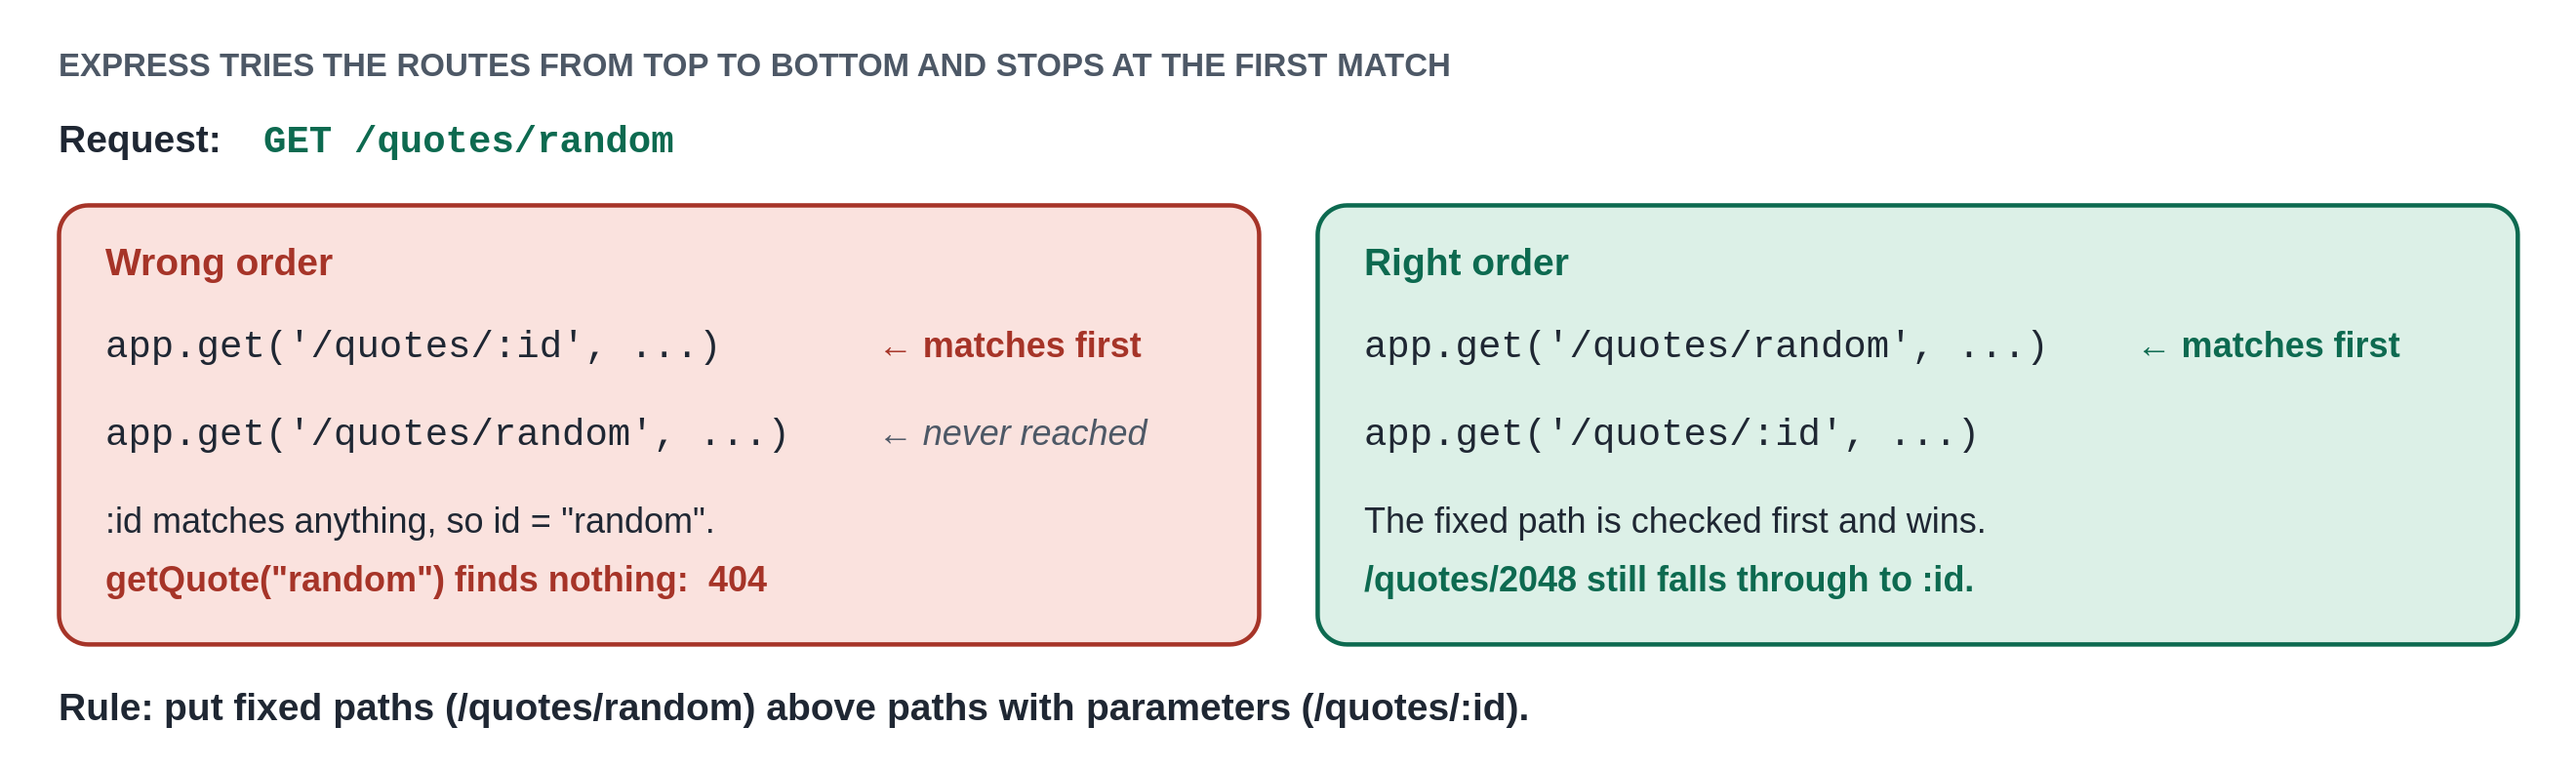 EXPRESS TRIES THE ROUTES FROM TOP TO BOTTOM AND STOPS AT THE FIRST MATCH
Request: GET /quotes/random
Wrong order
app.get('/quotes/:id', ...) ← matches first
app.get('/quotes/random', ...) ← never reached
:id matches anything, so id = "random".
getQuote("random") finds nothing: 404
Right order
app.get('/quotes/random', ...) ← matches first
app.get('/quotes/:id', ...)
The fixed path is checked first and wins.
/quotes/2048 still falls through to :id.
Rule: put fixed paths (/quotes/random) above paths with parameters (/quotes/:id).